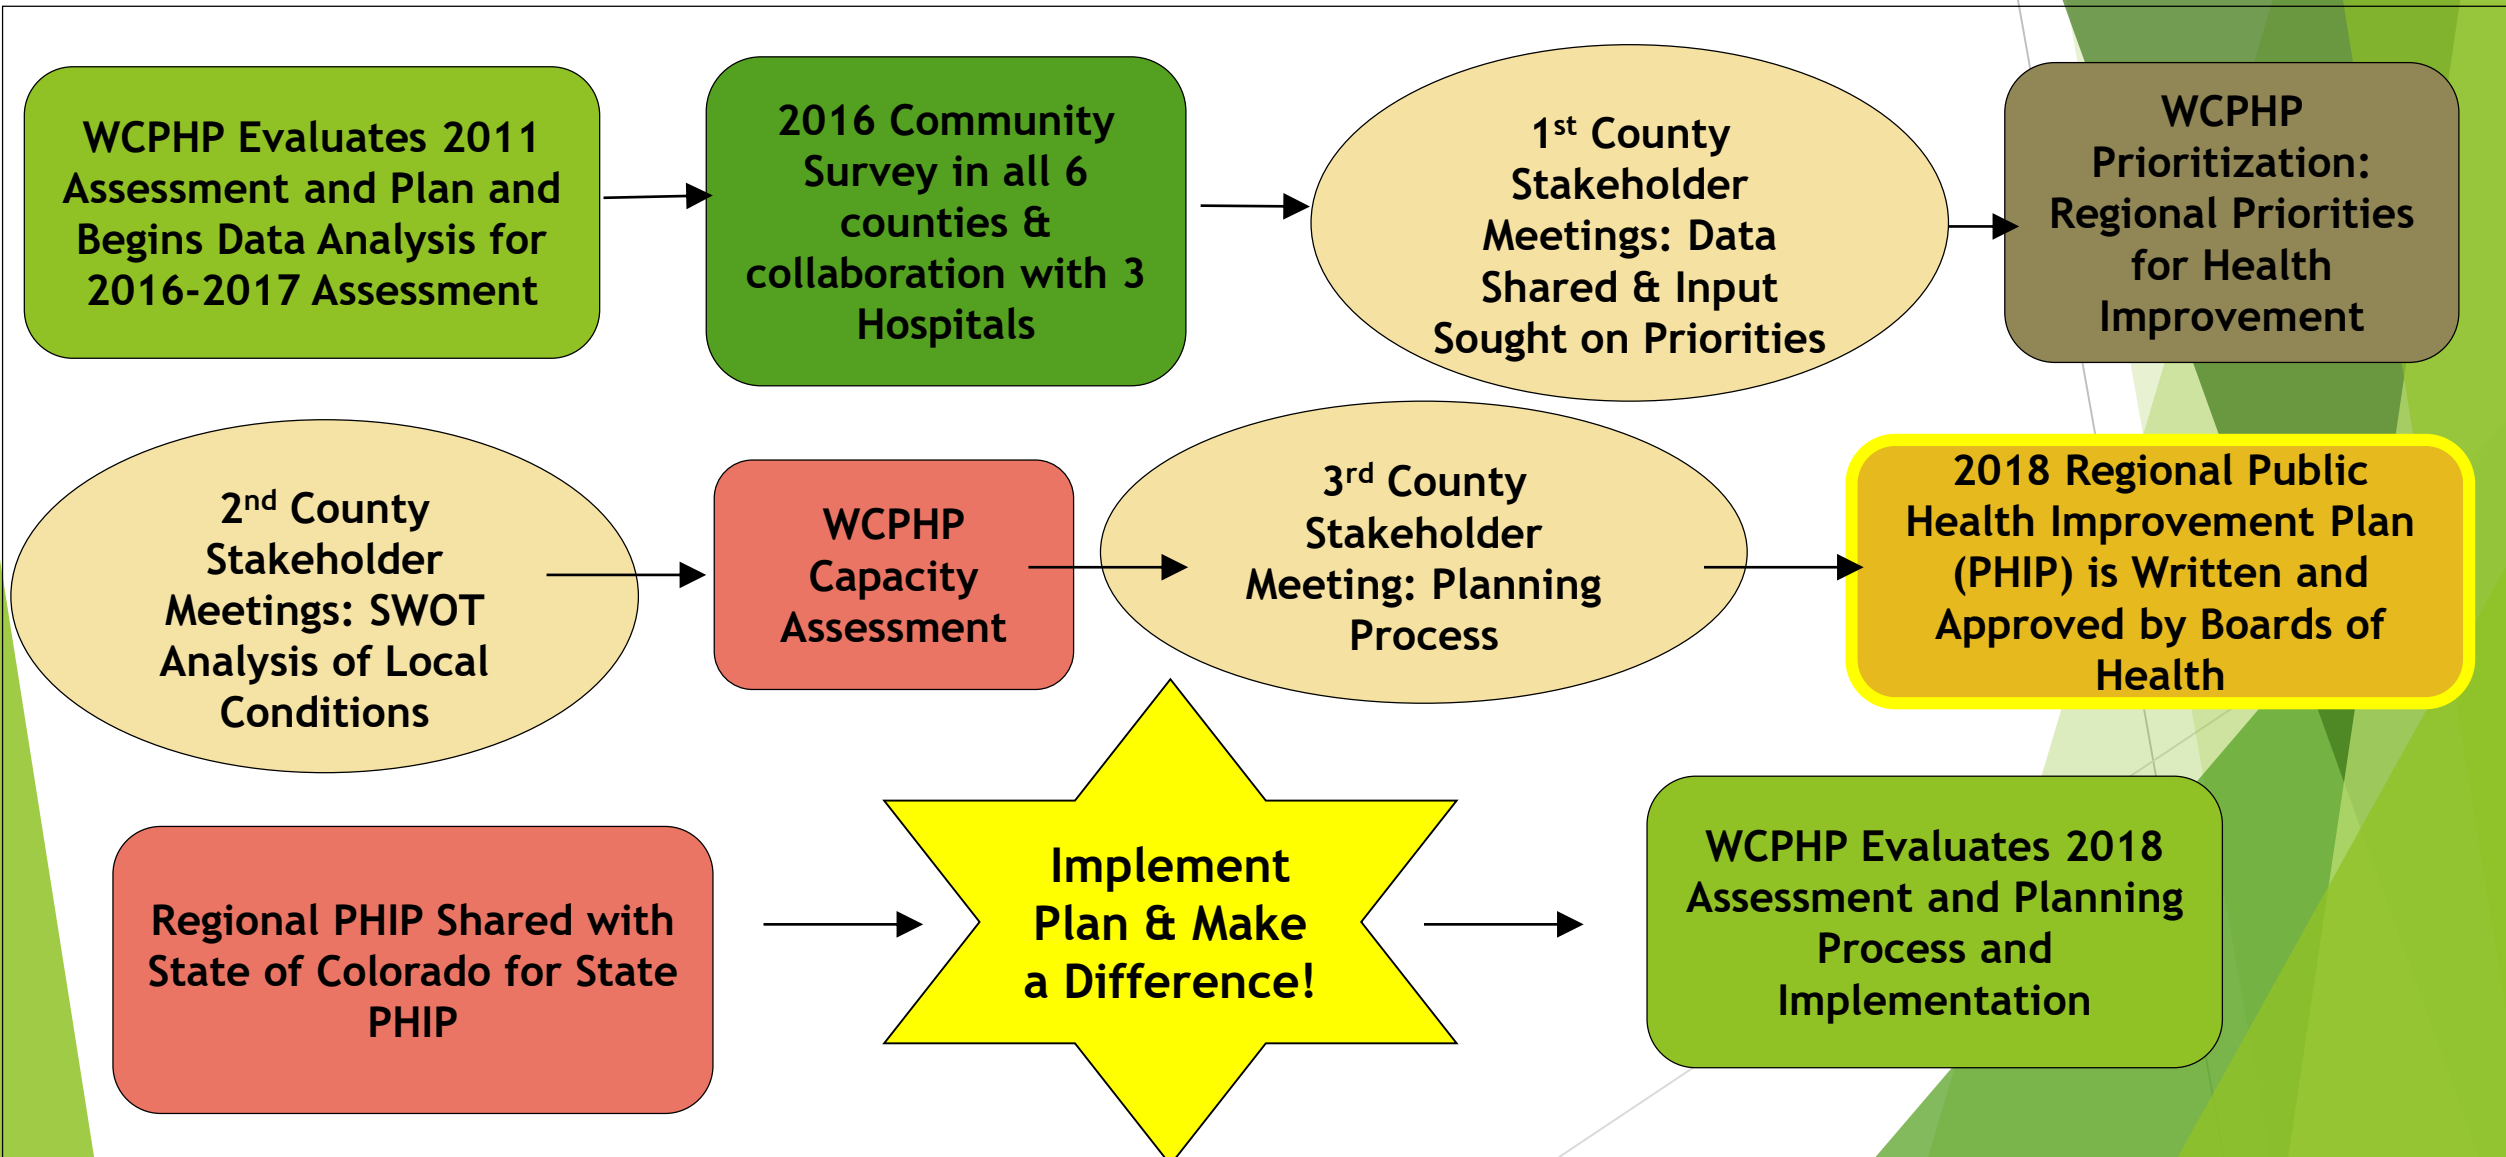 WCPHP Evaluates 2011
Assessment and Plan and
Begins Data Analysis for
2016-2017 Assessment
2016 Community
Survey in all 6
counties &
collaboration with 3
Hospitals
1st County
Stakeholder
Meetings: Data
Shared & Input
Sought on Priorities
WCPHP
Prioritization:
Regional Priorities
for Health
Improvement
2nd County
Stakeholder
Meetings: SWOT
Analysis of Local
Conditions
WCPHP
Capacity
Assessment
3rd County
Stakeholder
Meeting: Planning
Process
2018 Regional Public
Health Improvement Plan
(PHIP) is Written and
Approved by Boards of
Health
Regional PHIP Shared with
State of Colorado for State
PHIP
Implement
Plan & Make
a Difference!
WCPHP Evaluates 2018
Assessment and Planning
Process and
Implementation